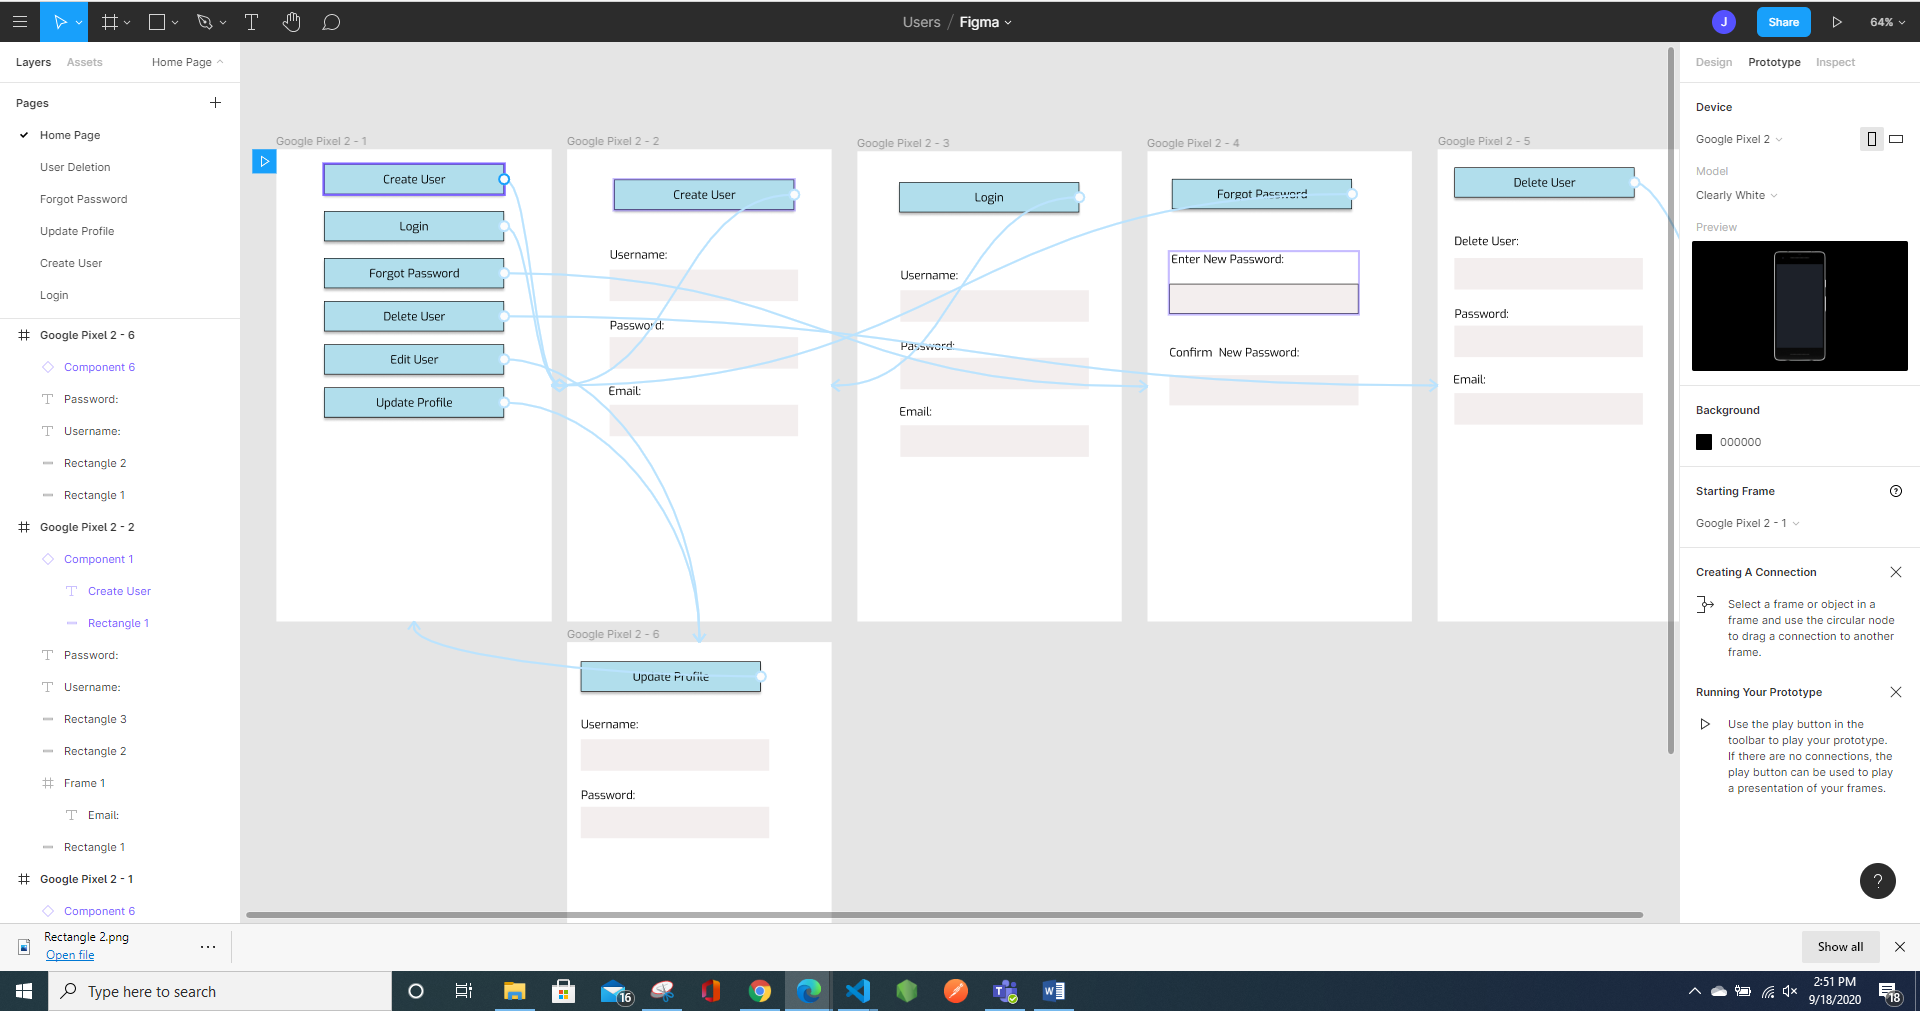 Users / Figma
J
Share
64%
Layers
Assets
Home Page
Pages
Home Page
User Deletion
Forgot Password
Update Profile
Create User
Login
Google Pixel 2 - 6
Component 6
Password:
Username:
Rectangle 2
Rectangle 1
Google Pixel 2 - 2
Component 1
Create User
Rectangle 1
Password:
Username:
Rectangle 3
Rectangle 2
Frame 1
Email:
Rectangle 1
Google Pixel 2 - 1
Component 6
Google Pixel 2 - 1
Create User
Login
Forgot Password
Delete User
Edit User
Update Profile
Google Pixel 2 - 2
Create User
Username:
Password:
Email:
Google Pixel 2 - 3
Login
Username:
Password:
Email:
Google Pixel 2 - 4
Forgot Password
Enter New Password:
Confirm  New Password:
Google Pixel 2 - 5
Delete User
Delete User:
Password:
Email:
Google Pixel 2 - 6
Update Profile
Username:
Password:
Design
Prototype
Inspect
Device
Google Pixel 2
Model
Clearly White
Preview
Background
000000
Starting Frame
Google Pixel 2 - 1
Creating A Connection
Select a frame or object in a
frame and use the circular node
to drag a connection to another
frame.
Running Your Prototype
Use the play button in the
toolbar to play your prototype.
If there are no connections, the
play button can be used to play
a presentation of your frames.
?
Rectangle 2.png
Open file
...
Show all
Type here to search
16
2:51 PM
9/18/2020
18